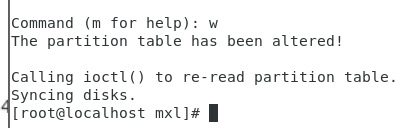 Command (m for help): w
The partition table has been altered!
Calling ioctl() to re-read partition table.
Syncing disks.
4
[root@localhost mxl]#